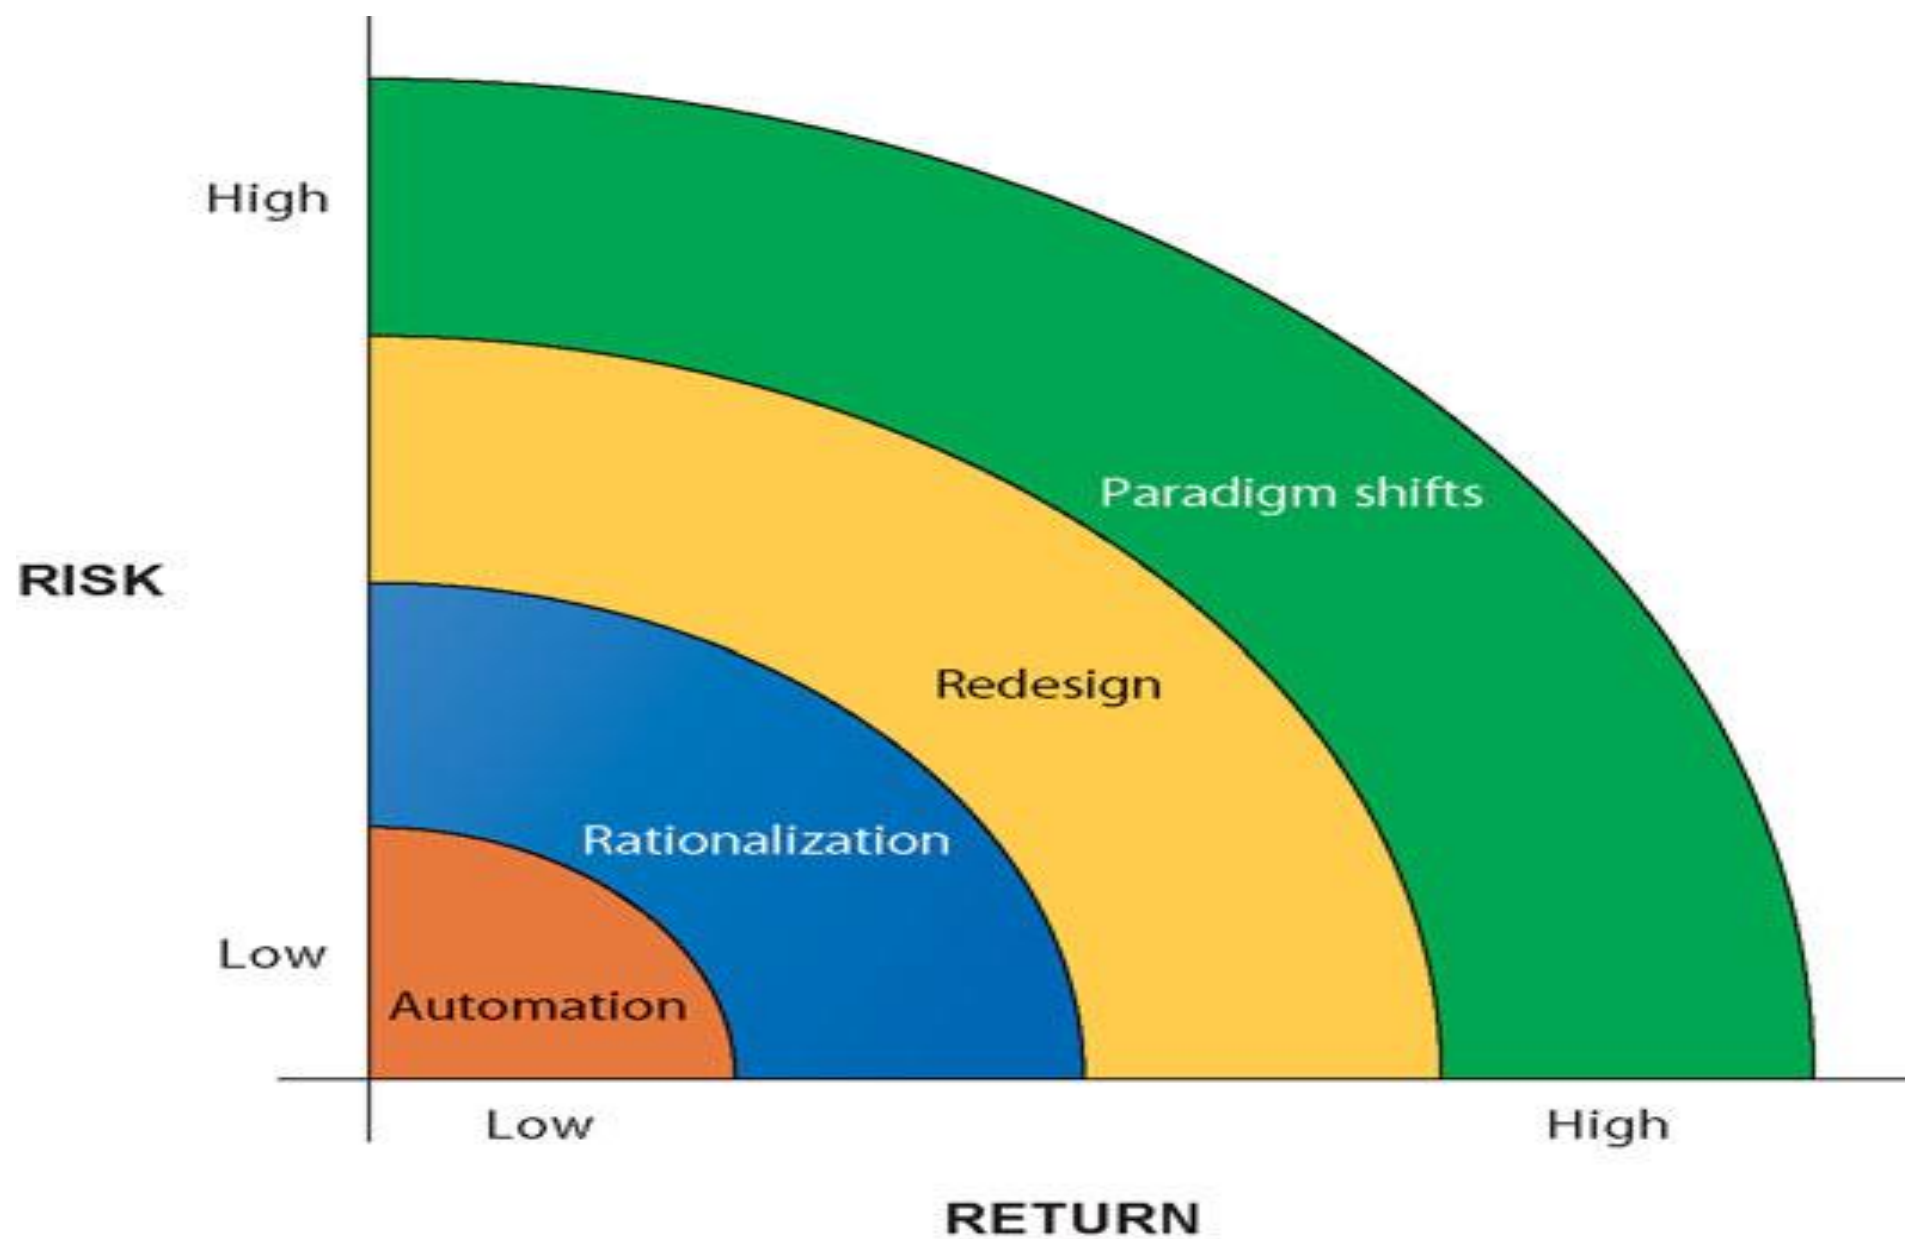 High
Paradigm shifts
RISK
Redesign
Rationalization
Low
Automation
Low
High
RETURN